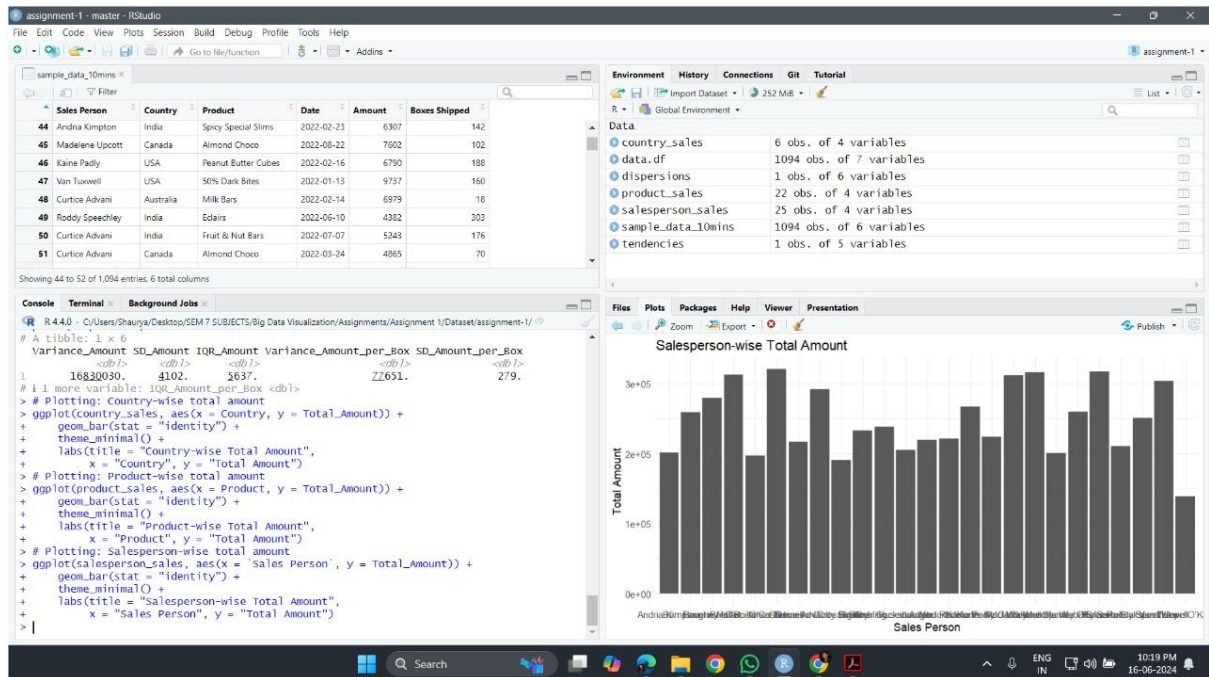 assignment-1 - master - RStudio
File Edit Code View Plots Session Build Debug Profile Tools Help
Go to file/function Addins
assignment-1
sample_data_10mins
Filter
Sales Person Country Product Date Amount Boxes Shipped
44 Andria Kimpton India Spicy Special Slims 2022-02-23 6307 142
45 Madelene Upcott Canada Almond Choco 2022-08-22 7602 102
46 Kaine Padly USA Peanut Butter Cubes 2022-02-16 6790 188
47 Van Tuxwell USA 50% Dark Bites 2022-01-13 9737 160
48 Curtice Advani Australia Milk Bars 2022-02-14 6979 18
49 Roddy Speechley India Eclairs 2022-06-10 4382 303
50 Curtice Advani India Fruit & Nut Bars 2022-07-07 5243 176
51 Curtice Advani Canada Almond Choco 2022-03-24 4865 70
Showing 44 to 52 of 1,094 entries, 6 total columns
Environment History Connections Git Tutorial
Import Dataset 252 MiB List
R Global Environment
Data
country_sales 6 obs. of 4 variables
data.df 1094 obs. of 7 variables
dispersions 1 obs. of 6 variables
product_sales 22 obs. of 4 variables
salesperson_sales 25 obs. of 4 variables
sample_data_10mins 1094 obs. of 6 variables
tendencies 1 obs. of 5 variables
Console Terminal Background Jobs
R 4.4.0 · C:/Users/Shaurya/Desktop/SEM 7 SUBJECTS/Big Data Visualization/Assignments/Assignment 1/Dataset/assignment-1/
# A tibble: 1 × 6
Variance_Amount SD_Amount IQR_Amount Variance_Amount_per_Box SD_Amount_per_Box
<dbl> <dbl> <dbl> <dbl> <dbl>
1 16830030. 4102. 5637. 77651. 279.
# ℹ 1 more variable: IQR_Amount_per_Box <dbl>
> # Plotting: Country-wise total amount
> ggplot(country_sales, aes(x = Country, y = Total_Amount)) +
+ geom_bar(stat = "identity") +
+ theme_minimal() +
+ labs(title = "Country-wise Total Amount",
+ x = "Country", y = "Total Amount")
> # Plotting: Product-wise total amount
> ggplot(product_sales, aes(x = Product, y = Total_Amount)) +
+ geom_bar(stat = "identity") +
+ theme_minimal() +
+ labs(title = "Product-wise Total Amount",
+ x = "Product", y = "Total Amount")
> # Plotting: Salesperson-wise total amount
> ggplot(salesperson_sales, aes(x = `Sales Person`, y = Total_Amount)) +
+ geom_bar(stat = "identity") +
+ theme_minimal() +
+ labs(title = "Salesperson-wise Total Amount",
+ x = "Sales Person", y = "Total Amount")
>
Files Plots Packages Help Viewer Presentation
Zoom Export Publish
Salesperson-wise Total Amount
3e+05
2e+05
1e+05
0e+00
Total Amount
Sales Person
Search
ENG
IN
10:19 PM
16-06-2024